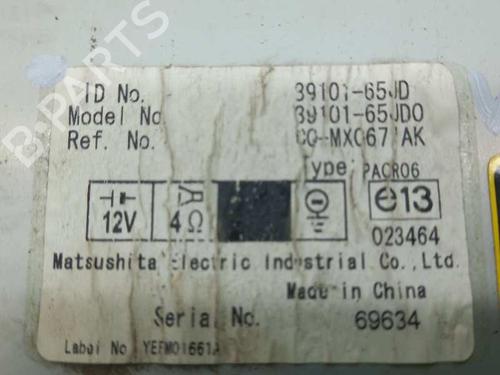 B-PARTS
ID No. 39101-65JD
Model No. 39101-65JD0
Ref. No. CQ-MX0671AK
Type: PACR06
12V 4Ω e13
023464
Matsushita Electric Industrial Co.,Ltd.
Made in China
Serial No. 69634
Label No YEFM01661A